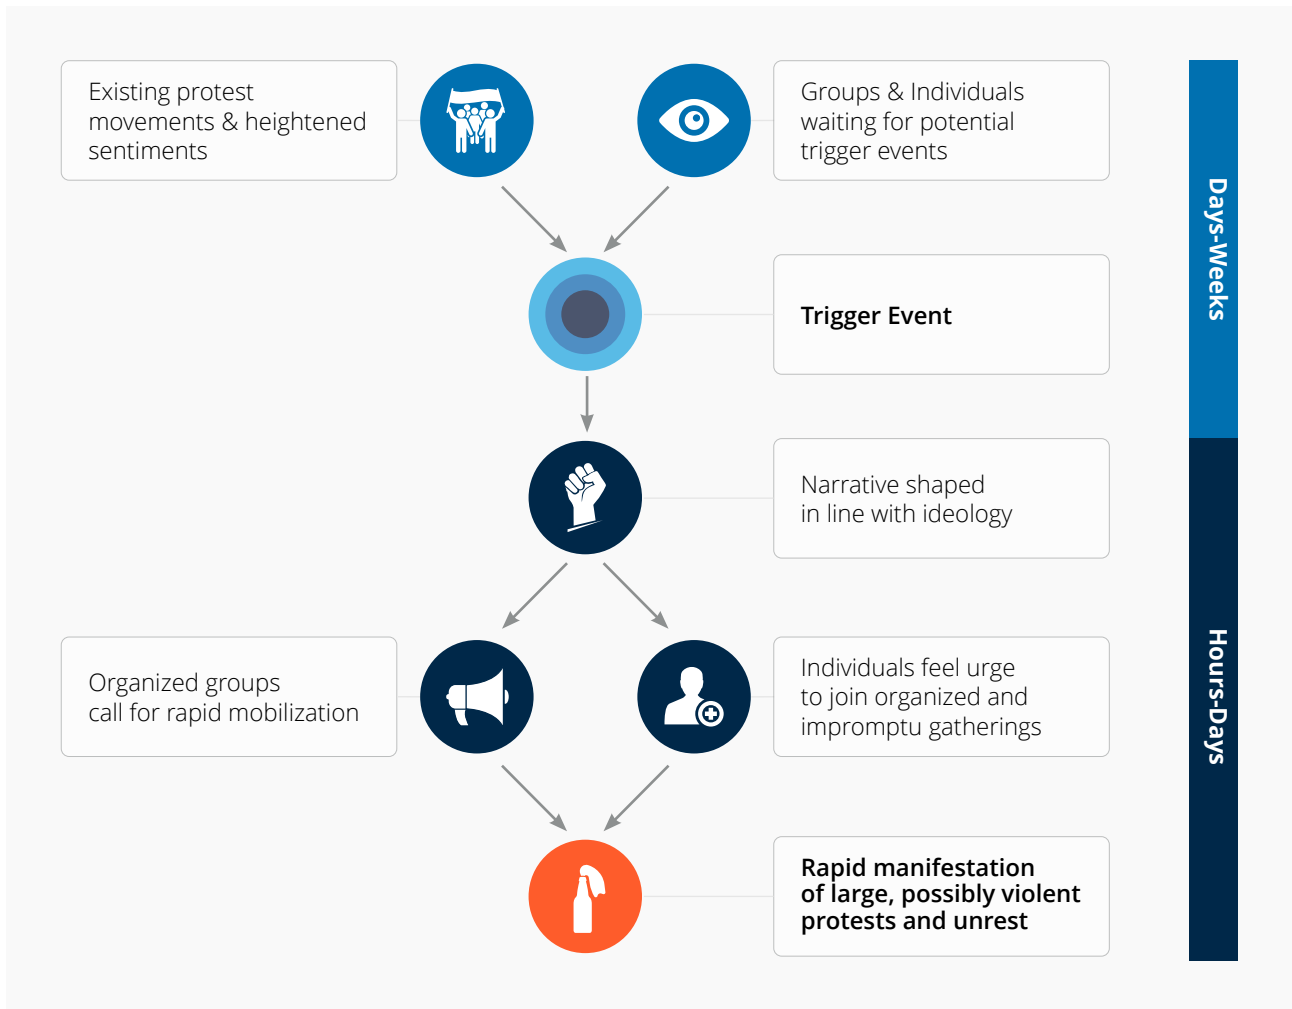 Existing protest
movements & heightened
sentiments
Groups & Individuals
waiting for potential
trigger events
Days-Weeks
Trigger Event
Narrative shaped
in line with ideology
Organized groups
call for rapid mobilization
Individuals feel urge
to join organized and
impromptu gatherings
Hours-Days
Rapid manifestation
of large, possibly violent
protests and unrest